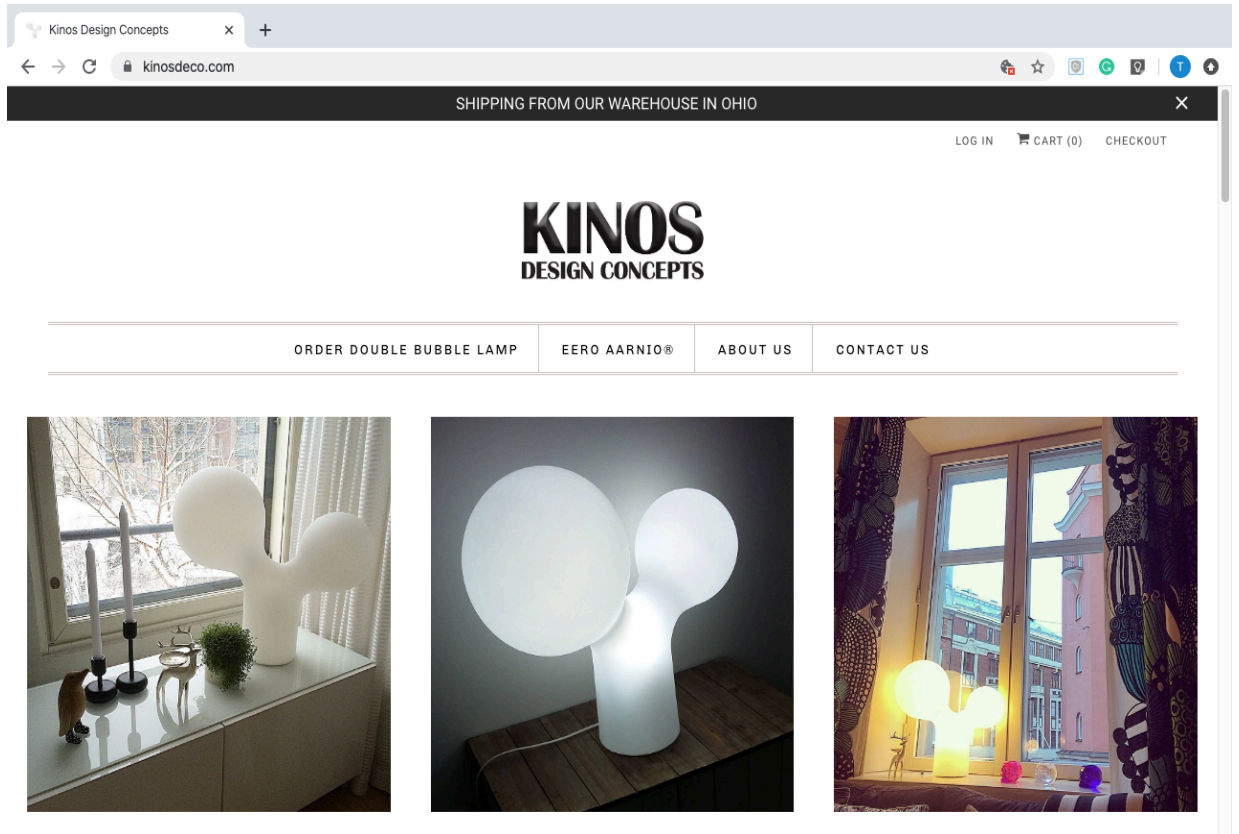 Kinos Design Concepts
kinosdeco.com
T
SHIPPING FROM OUR WAREHOUSE IN OHIO
LOG IN CART (0) CHECKOUT
KINOS
DESIGN CONCEPTS
ORDER DOUBLE BUBBLE LAMP EERO AARNIO® ABOUT US CONTACT US